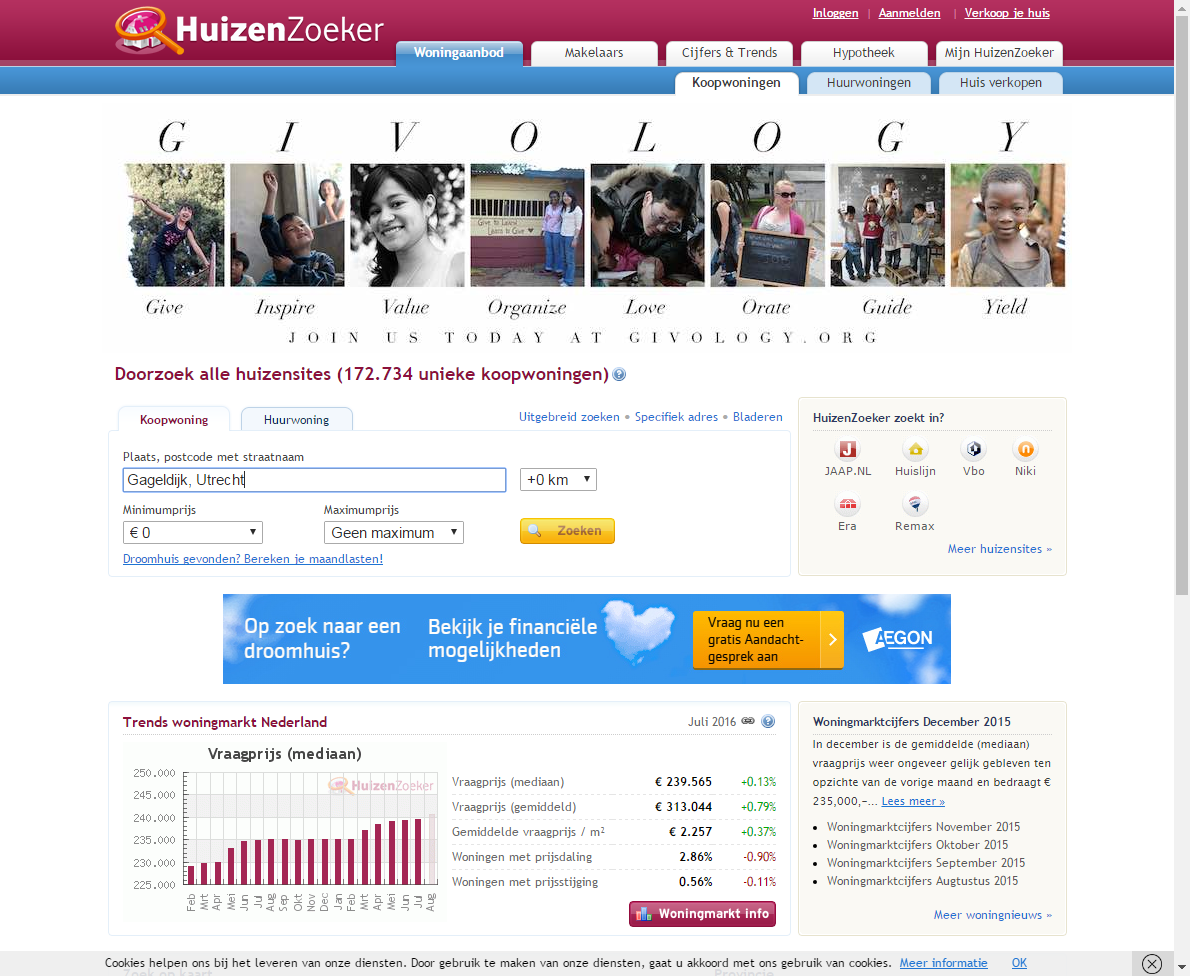 Inloggen | Aanmelden | Verkoop je huis
HuizenZoeker
Woningaanbod Makelaars Cijfers & Trends Hypotheek Mijn HuizenZoeker
Koopwoningen Huurwoningen Huis verkopen
G I V O L O G Y
Give to Learn
Learn to Give
Give Inspire Value Organize Love Orate Guide Yield
JOIN US TODAY AT GIVOLOGY.ORG
Doorzoek alle huizensites (172.734 unieke koopwoningen)
Koopwoning Huurwoning
Uitgebreid zoeken • Specifiek adres • Bladeren
Plaats, postcode met straatnaam
Gageldijk, Utrecht +0 km
Minimumprijs Maximumprijs
€ 0 Geen maximum Zoeken
Droomhuis gevonden? Bereken je maandlasten!
HuizenZoeker zoekt in?
JAAP.NL Huislijn Vbo Niki
Era Remax
Meer huizensites »
Op zoek naar een
droomhuis?
Bekijk je financiële
mogelijkheden
Vraag nu een
gratis Aandacht-
gesprek aan
AEGON
Trends woningmarkt Nederland
Juli 2016
Vraagprijs (mediaan)
HuizenZoeker
250.000
245.000
240.000
235.000
230.000
225.000
Feb Mrt Apr Mei Jun Jul Aug Sep Okt Nov Dec Jan Feb Mrt Apr Mei Jun Jul Aug
Vraagprijs (mediaan) € 239.565 +0.13%
Vraagprijs (gemiddeld) € 313.044 +0.79%
Gemiddelde vraagprijs / m² € 2.257 +0.37%
Woningen met prijsdaling 2.86% -0.90%
Woningen met prijsstijging 0.56% -0.11%
Woningmarkt info
Woningmarktcijfers December 2015
In december is de gemiddelde (mediaan)
vraagprijs weer ongeveer gelijk gebleven ten
opzichte van de vorige maand en bedraagt €
235,000,-... Lees meer »
• Woningmarktcijfers November 2015
• Woningmarktcijfers Oktober 2015
• Woningmarktcijfers September 2015
• Woningmarktcijfers Augtustus 2015
Meer woningnieuws »
Cookies helpen ons bij het leveren van onze diensten. Door gebruik te maken van onze diensten, gaat u akkoord met ons gebruik van cookies. Meer informatie OK